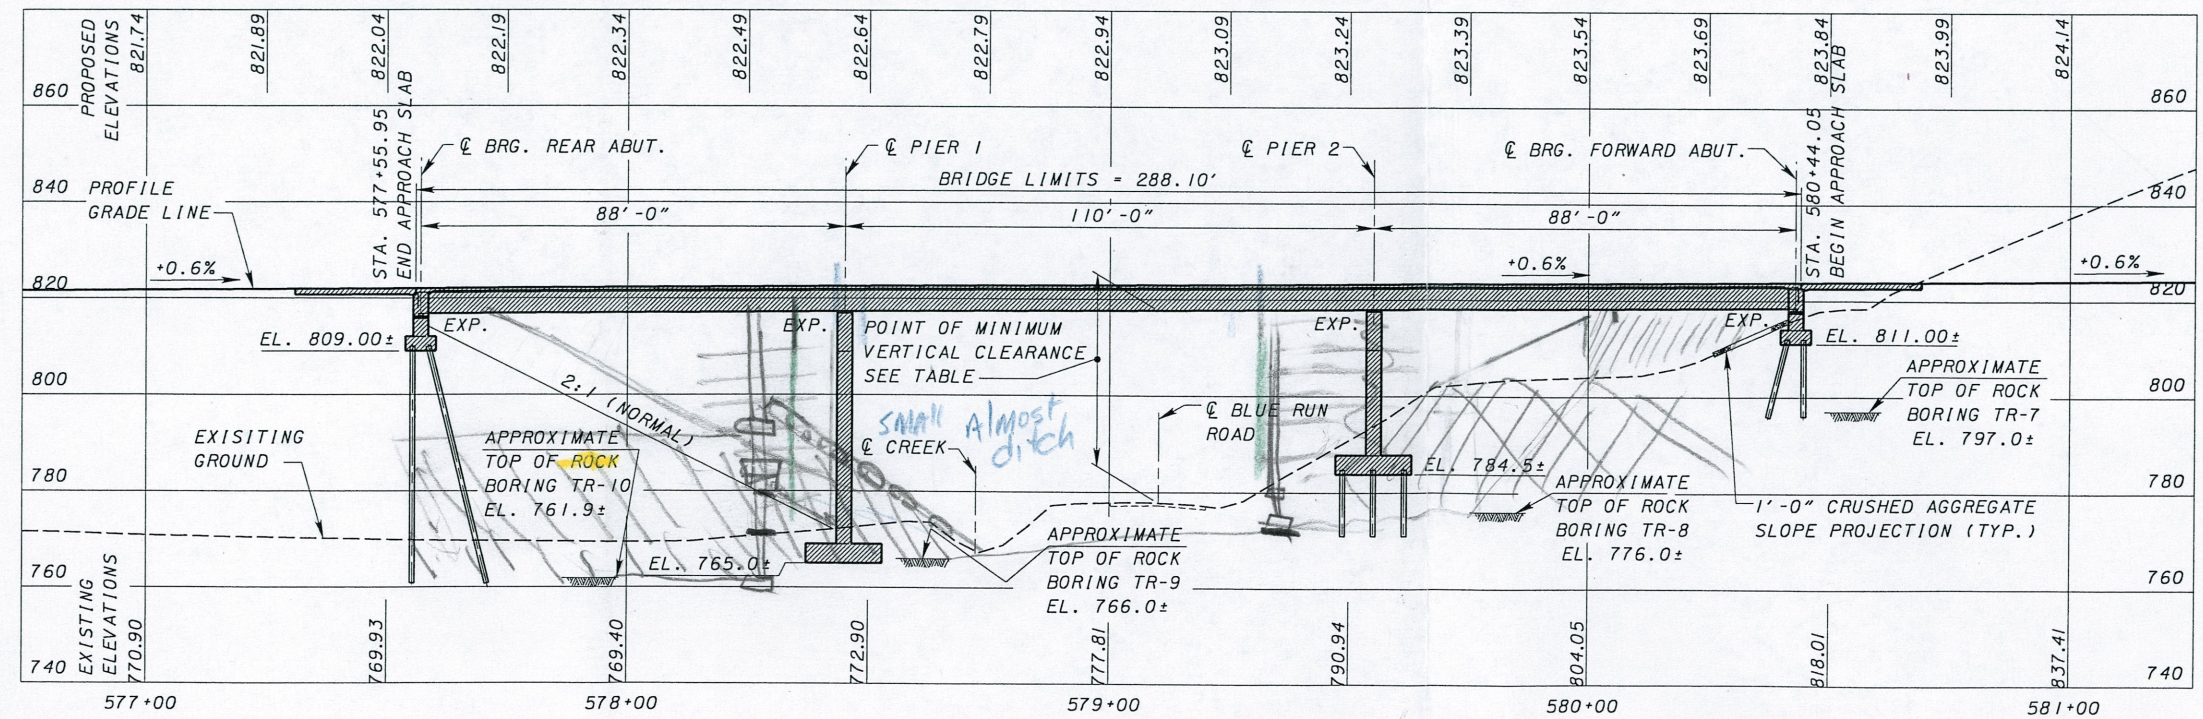 PROPOSED
ELEVATIONS
821.74
821.89
822.04
822.19
822.34
822.49
822.64
822.79
822.94
823.09
823.24
823.39
823.54
823.69
823.84
823.99
824.14
860
860
STA. 577+55.95
END APPROACH SLAB
℄ BRG. REAR ABUT.
℄ PIER 1
℄ PIER 2
℄ BRG. FORWARD ABUT.
STA. 580+44.05
BEGIN APPROACH SLAB
BRIDGE LIMITS = 288.10'
840
840
PROFILE
GRADE LINE
88'-0"
110'-0"
88'-0"
+0.6%
+0.6%
+0.6%
820
820
EXP.
EXP.
EXP.
EXP.
EL. 809.00±
POINT OF MINIMUM
VERTICAL CLEARANCE
SEE TABLE
EL. 811.00±
APPROXIMATE
TOP OF ROCK
BORING TR-7
EL. 797.0±
800
800
2:1 (NORMAL)
SMALL Almost
ditch
℄ CREEK
℄ BLUE RUN
ROAD
EXISITING
GROUND
APPROXIMATE
TOP OF ROCK
BORING TR-10
EL. 761.9±
EL. 784.5±
APPROXIMATE
TOP OF ROCK
BORING TR-8
EL. 776.0±
1'-0" CRUSHED AGGREGATE
SLOPE PROJECTION (TYP.)
780
780
APPROXIMATE
TOP OF ROCK
BORING TR-9
EL. 766.0±
EL. 765.0±
760
760
EXISTING
ELEVATIONS
770.90
769.93
769.40
772.90
777.81
790.94
804.05
818.01
837.41
740
740
577+00
578+00
579+00
580+00
581+00